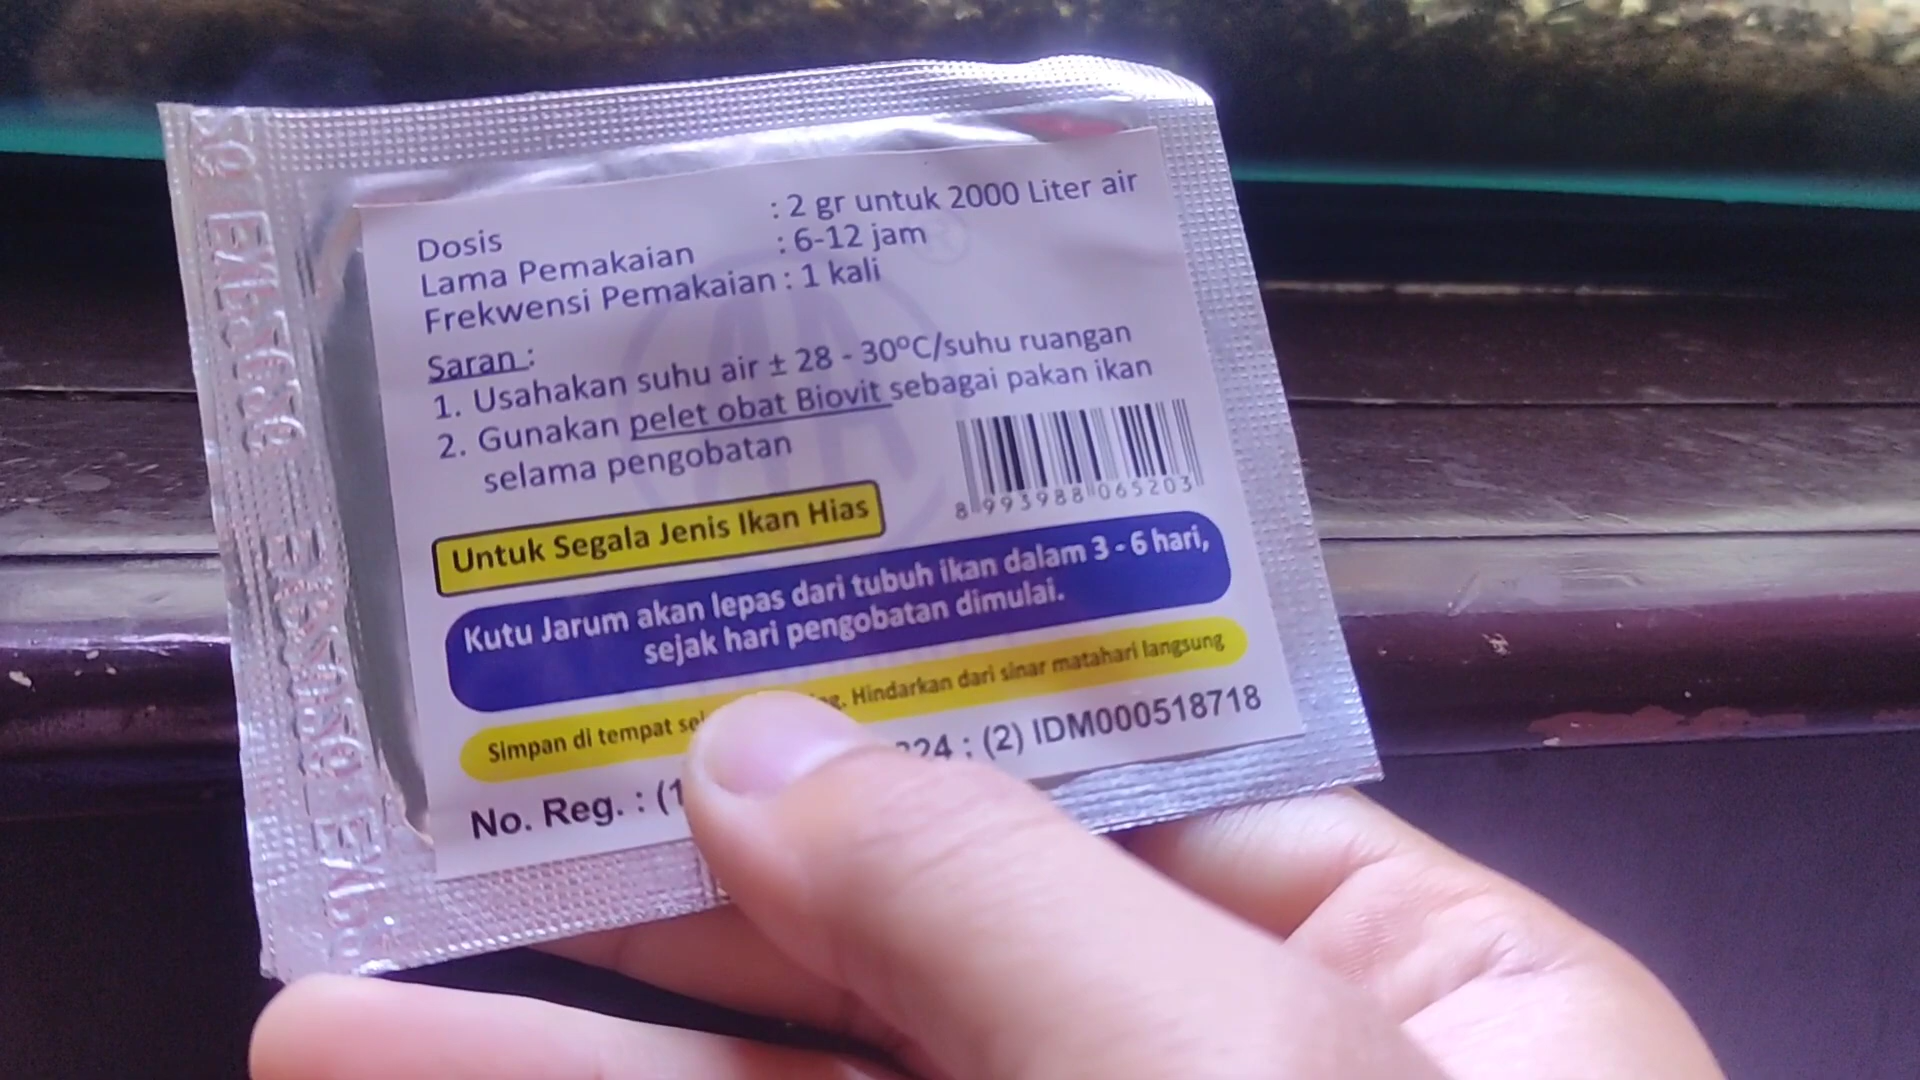 Dosis : 2 gr untuk 2000 Liter air
Lama Pemakaian : 6-12 jam
Frekwensi Pemakaian : 1 kali
Saran :
1. Usahakan suhu air ± 28 - 30°C/suhu ruangan
2. Gunakan pelet obat Biovit sebagai pakan ikan
selama pengobatan
8 993988 065203
Untuk Segala Jenis Ikan Hias
Kutu Jarum akan lepas dari tubuh ikan dalam 3 - 6 hari,
sejak hari pengobatan dimulai.
Simpan di tempat Hindarkan dari sinar matahari langsung
No. Reg. : (1 24 ; (2) IDM000518718